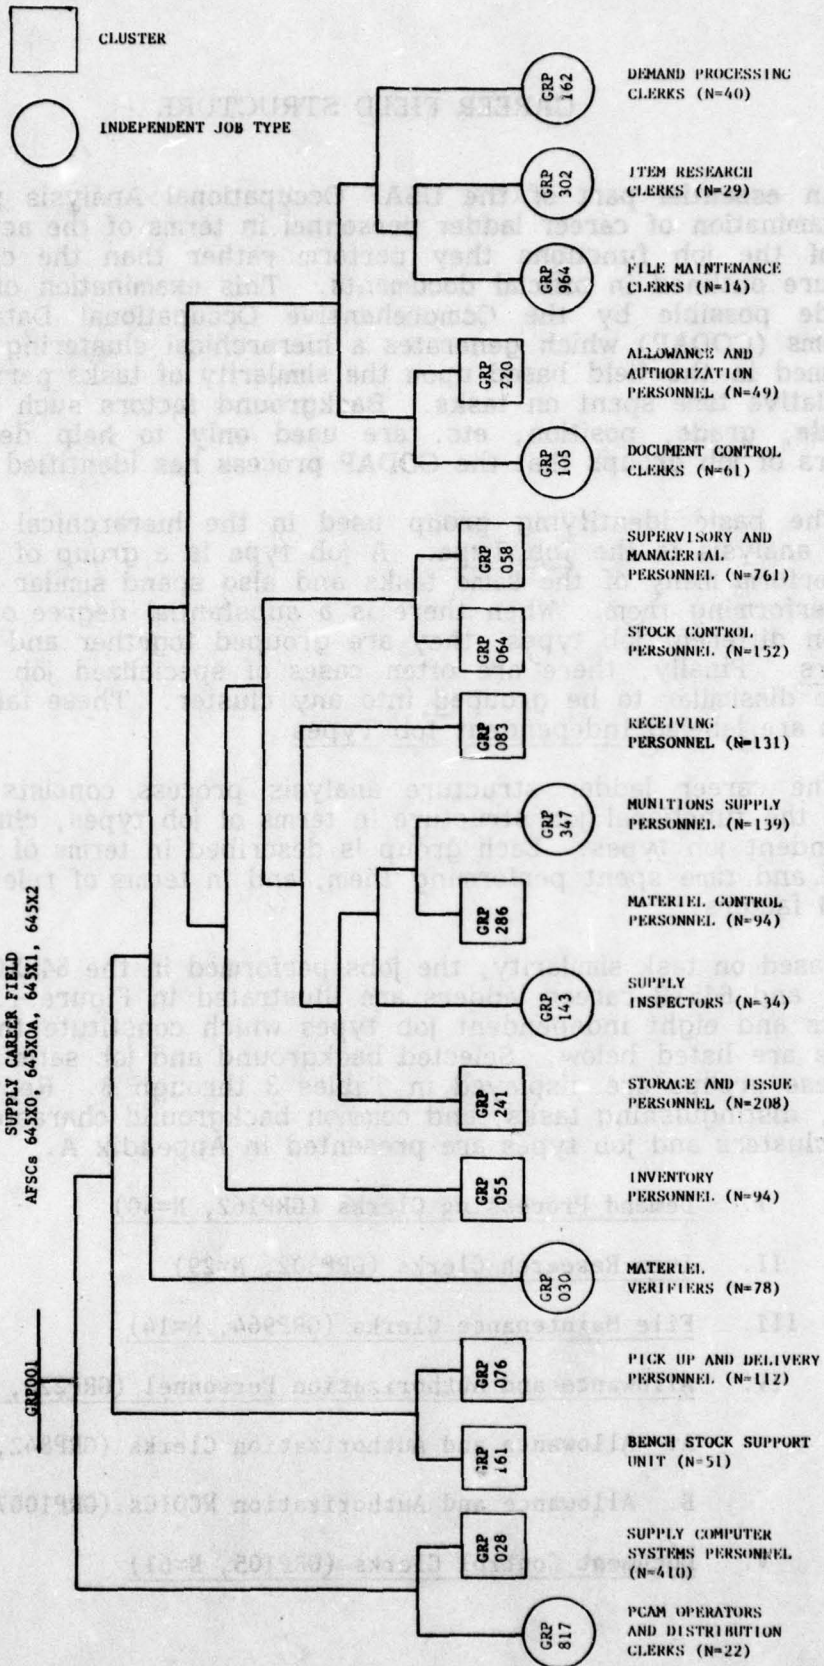 CLUSTER
INDEPENDENT JOB TYPE
SUPPLY CAREER FIELD
AFSCs 645X0, 645X0A, 645X1, 645X2
GRP001
GRP
162
DEMAND PROCESSING
CLERKS (N=40)
GRP
302
ITEM RESEARCH
CLERKS (N=29)
GRP
964
FILE MAINTENANCE
CLERKS (N=14)
GRP
220
ALLOWANCE AND
AUTHORIZATION
PERSONNEL (N=49)
GRP
105
DOCUMENT CONTROL
CLERKS (N=61)
GRP
058
SUPERVISORY AND
MANAGERIAL
PERSONNEL (N=761)
GRP
064
STOCK CONTROL
PERSONNEL (N=152)
GRP
083
RECEIVING
PERSONNEL (N=131)
GRP
347
MUNITIONS SUPPLY
PERSONNEL (N=139)
GRP
286
MATERIEL CONTROL
PERSONNEL (N=94)
GRP
143
SUPPLY
INSPECTORS (N=34)
GRP
241
STORAGE AND ISSUE
PERSONNEL (N=208)
GRP
055
INVENTORY
PERSONNEL (N=94)
GRP
030
MATERIEL
VERIFIERS (N=78)
GRP
076
PICK UP AND DELIVERY
PERSONNEL (N=112)
GRP
161
BENCH STOCK SUPPORT
UNIT (N=51)
GRP
028
SUPPLY COMPUTER
SYSTEMS PERSONNEL
(N=410)
GRP
817
PCAM OPERATORS
AND DISTRIBUTION
CLERKS (N=22)